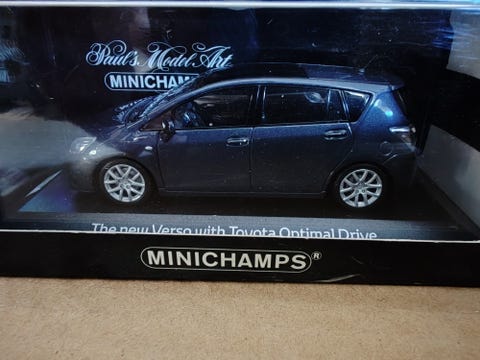 Paul's Model Art
MINICHAMPS
The new Verso with Toyota Optimal Drive
MINICHAMPS®